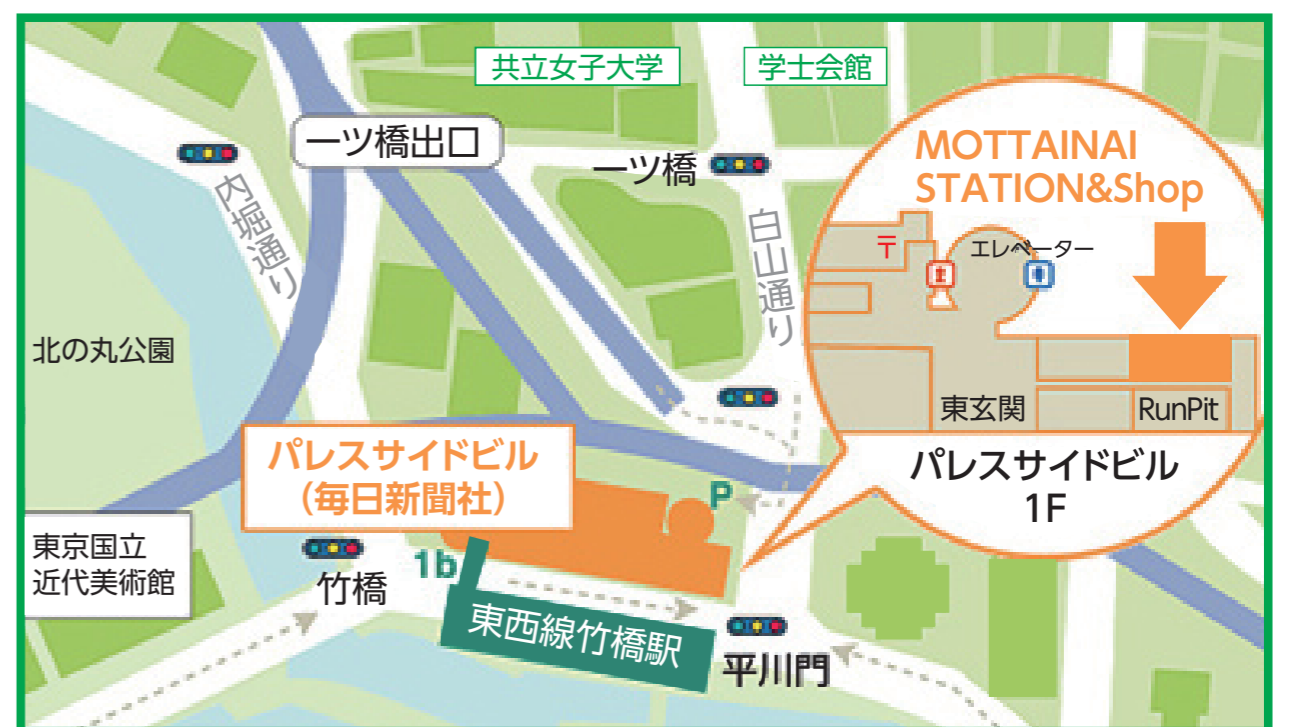 共立女子大学
学士会館
一ツ橋出口
一ツ橋
内堀通り
白山通り
MOTTAINAI
STATION&Shop
〒
エレベーター
東玄関
RunPit
パレスサイドビル
1F
北の丸公園
パレスサイドビル
(毎日新聞社)
P
東京国立
近代美術館
竹橋
1b
東西線竹橋駅
平川門